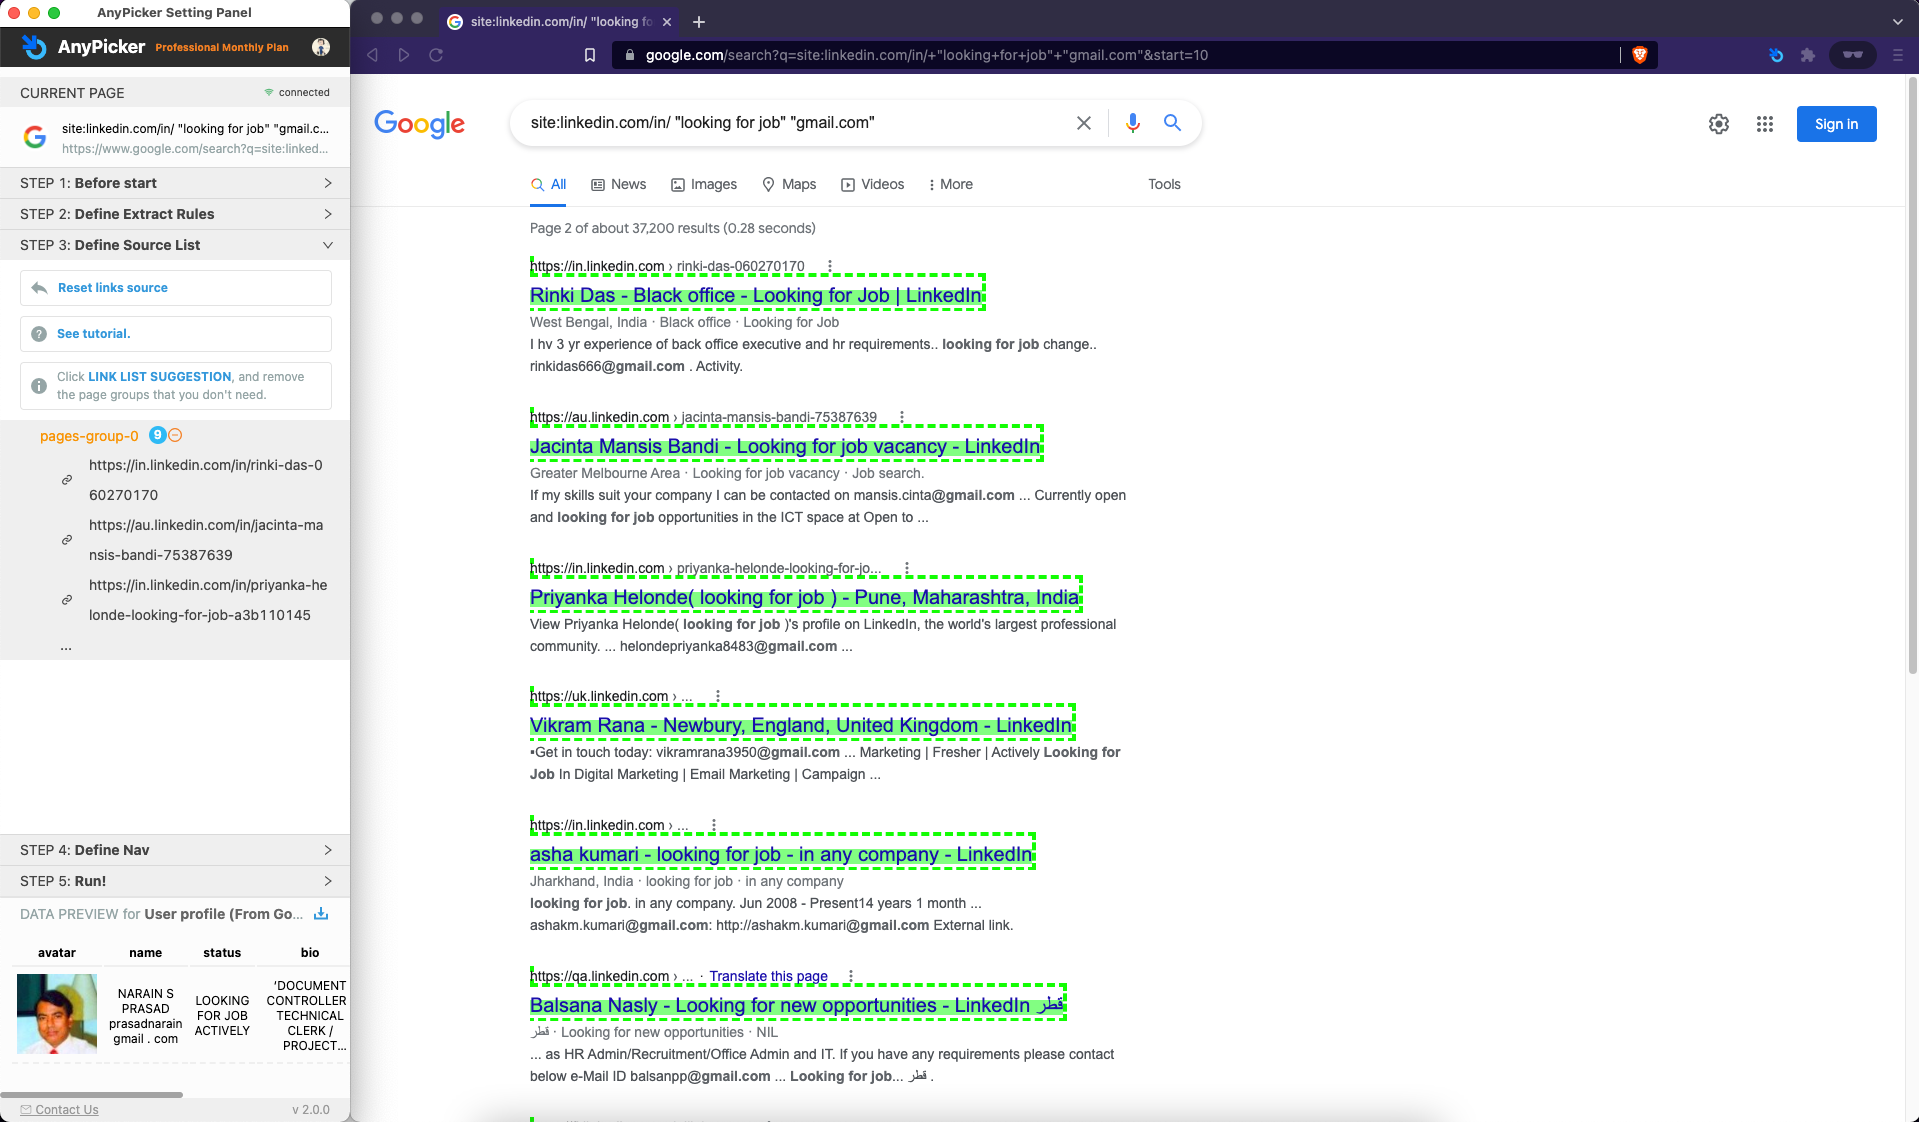 AnyPicker Setting Panel
AnyPicker Professional Monthly Plan
CURRENT PAGE connected
site:linkedin.com/in/ "looking for job" "gmail.c...
https://www.google.com/search?q=site:linked...
STEP 1: Before start
STEP 2: Define Extract Rules
STEP 3: Define Source List
Reset links source
See tutorial.
Click LINK LIST SUGGESTION, and remove
the page groups that you don't need.
pages-group-0 9
https://in.linkedin.com/in/rinki-das-0
60270170
https://au.linkedin.com/in/jacinta-ma
nsis-bandi-75387639
https://in.linkedin.com/in/priyanka-he
londe-looking-for-job-a3b110145
...
STEP 4: Define Nav
STEP 5: Run!
DATA PREVIEW for User profile (From Go...
avatar name status bio
NARAIN S
PRASAD
prasadnarain
gmail . com
LOOKING
FOR JOB
ACTIVELY
‘DOCUMENT
CONTROLLER
TECHNICAL
CLERK /
PROJECT...
Contact Us v 2.0.0
site:linkedin.com/in/ "looking fo
google.com/search?q=site:linkedin.com/in/+"looking+for+job"+"gmail.com"&start=10
Google
site:linkedin.com/in/ "looking for job" "gmail.com"
Sign in
All News Images Maps Videos More Tools
Page 2 of about 37,200 results (0.28 seconds)
https://in.linkedin.com › rinki-das-060270170
Rinki Das - Black office - Looking for Job | LinkedIn
West Bengal, India · Black office · Looking for Job
I hv 3 yr experience of back office executive and hr requirements.. looking for job change..
rinkidas666@gmail.com . Activity.
https://au.linkedin.com › jacinta-mansis-bandi-75387639
Jacinta Mansis Bandi - Looking for job vacancy - LinkedIn
Greater Melbourne Area · Looking for job vacancy · Job search.
If my skills suit your company I can be contacted on mansis.cinta@gmail.com ... Currently open
and looking for job opportunities in the ICT space at Open to ...
https://in.linkedin.com › priyanka-helonde-looking-for-jo...
Priyanka Helonde( looking for job ) - Pune, Maharashtra, India
View Priyanka Helonde( looking for job )'s profile on LinkedIn, the world's largest professional
community. ... helondepriyanka8483@gmail.com ...
https://uk.linkedin.com › ...
Vikram Rana - Newbury, England, United Kingdom - LinkedIn
•Get in touch today: vikramrana3950@gmail.com ... Marketing | Fresher | Actively Looking for
Job In Digital Marketing | Email Marketing | Campaign ...
https://in.linkedin.com › ...
asha kumari - looking for job - in any company - LinkedIn
Jharkhand, India · looking for job · in any company
looking for job. in any company. Jun 2008 - Present14 years 1 month ...
ashakm.kumari@gmail.com: http://ashakm.kumari@gmail.com External link.
https://qa.linkedin.com › ... · Translate this page
Balsana Nasly - Looking for new opportunities - LinkedIn قطر
قطر · Looking for new opportunities · NIL
... as HR Admin/Recruitment/Office Admin and IT. If you have any requirements please contact
below e-Mail ID balsanpp@gmail.com ... Looking for job... قطر .